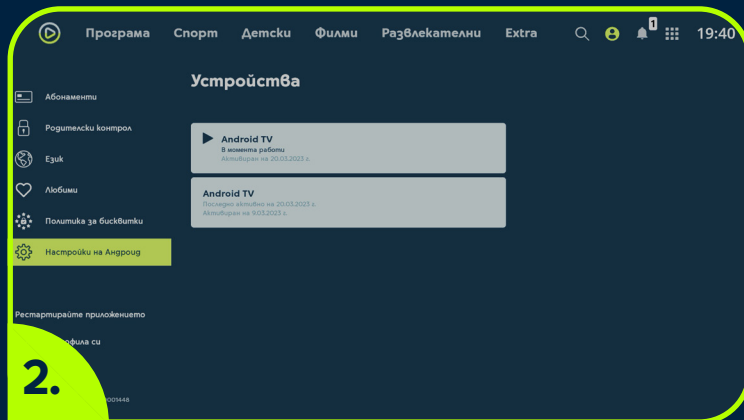 Програма Спорт Детски Филми Развлекателни Extra 1 19:40
Устройства
Абонаменти
Родителски контрол
Език
Любими
Политика за бисквитки
Настройки на Андроид
Android TV
В момента работи
Активиран на 20.03.2023 г.
Android TV
Последно активно на 20.03.2023 г.
Активиран на 9.03.2023 г.
Рестартирайте приложението
си
2.